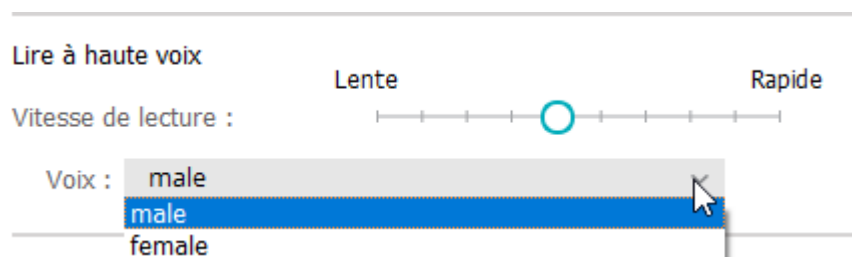 Lire à haute voix
Lente Rapide
Vitesse de lecture :
Voix : male
male
female